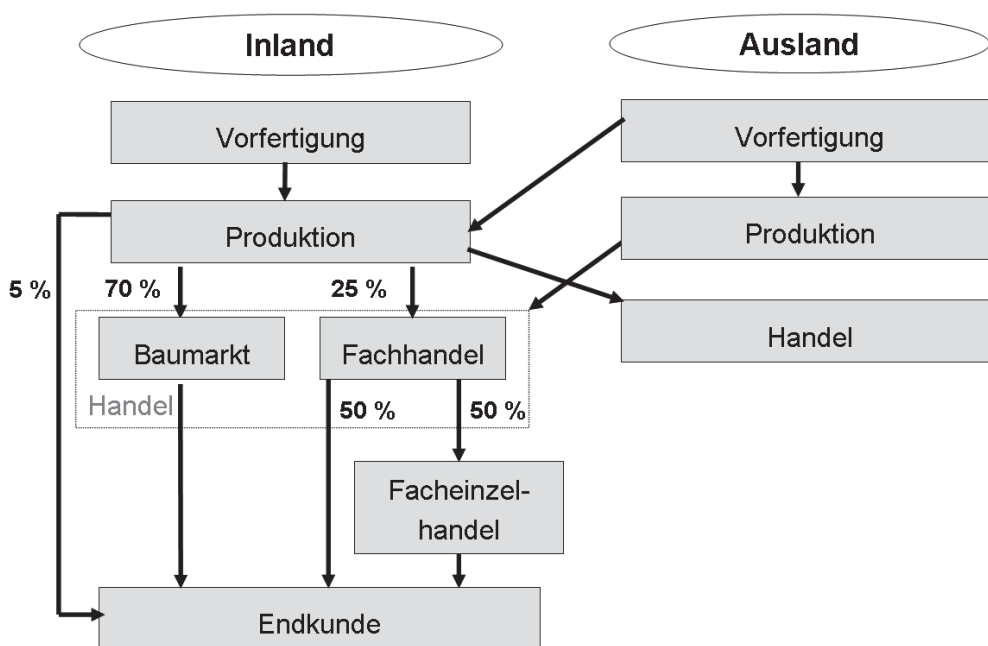 Inland
Ausland
Vorfertigung
Vorfertigung
Produktion
Produktion
5 %
70 %
25 %
Baumarkt
Fachhandel
Handel
Handel
50 %
50 %
Facheinzel-
handel
Endkunde